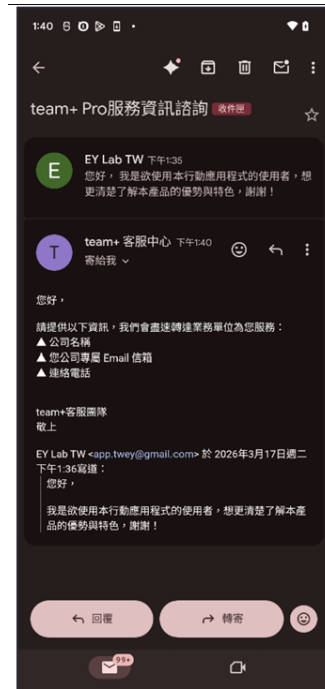 1:40
team+ Pro服務資訊諮詢 收件匣
E
EY Lab TW 下午1:35
您好， 我是欲使用本行動應用程式的使用者，想
更清楚了解本產品的優勢與特色，謝謝！
T
team+ 客服中心 下午1:40
寄給我
您好，
請提供以下資訊，我們會盡速轉達業務單位為您服務：
▲ 公司名稱
▲ 您公司專屬 Email 信箱
▲ 連絡電話
team+客服團隊
敬上
EY Lab TW <app.twey@gmail.com> 於 2026年3月17日週二
下午1:36寫道：
您好，
我是欲使用本行動應用程式的使用者，想更清楚了解本產
品的優勢與特色，謝謝！
回覆
轉寄
99+